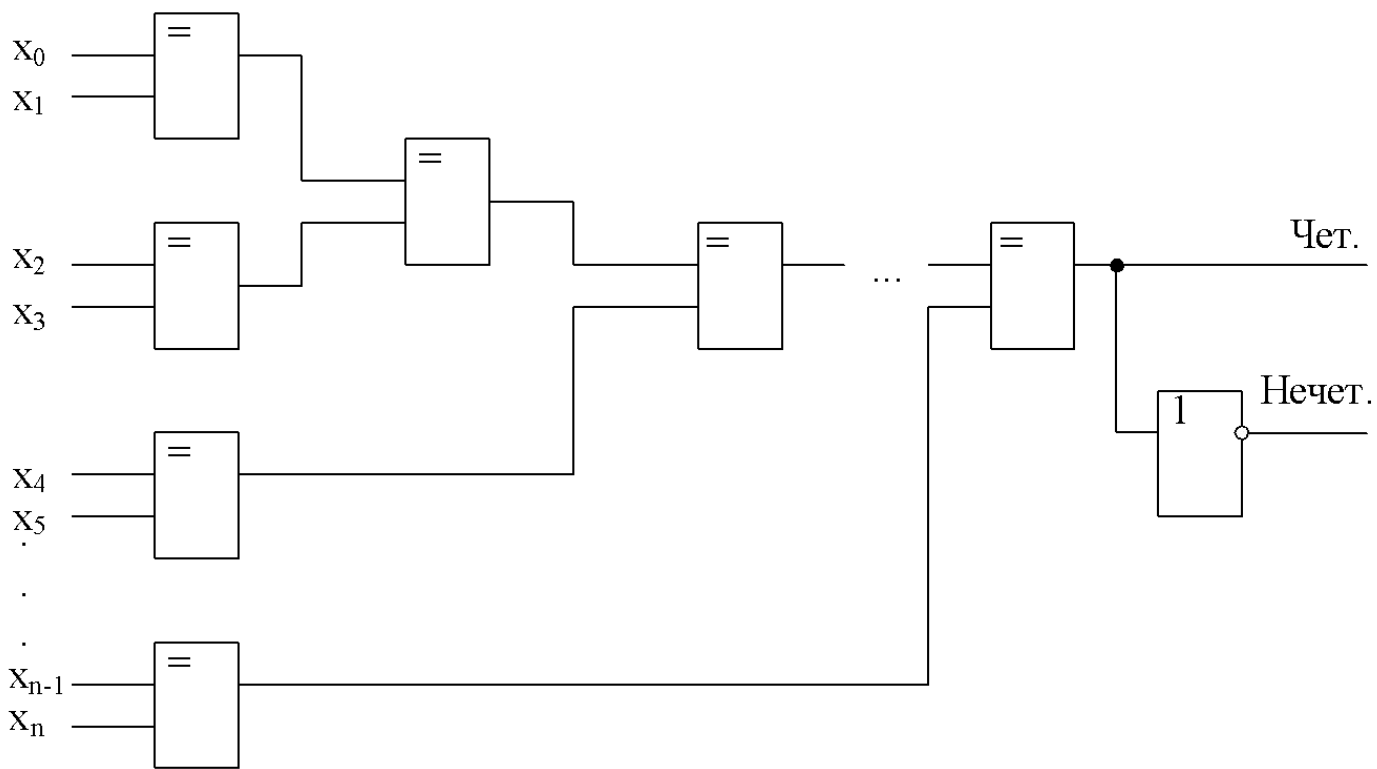 =
x₀
x₁
=
=
x₂
x₃
=
...
=
Чет.
1
Нечет.
=
x₄
x₅
.
.
.
=
xₙ₋₁
xₙ